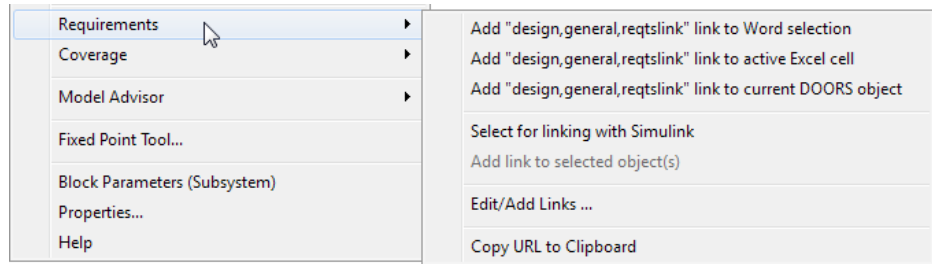 Requirements
Coverage
Model Advisor
Fixed Point Tool...
Block Parameters (Subsystem)
Properties...
Help
Add "design,general,reqtslink" link to Word selection
Add "design,general,reqtslink" link to active Excel cell
Add "design,general,reqtslink" link to current DOORS object
Select for linking with Simulink
Add link to selected object(s)
Edit/Add Links ...
Copy URL to Clipboard